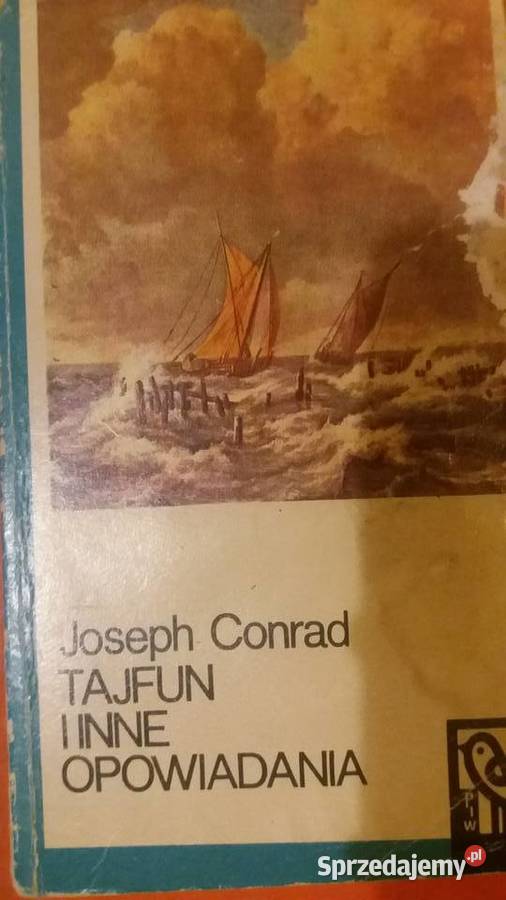 Joseph Conrad
TAJFUN
I INNE
OPOWIADANIA
PIW
Sprzedajemy.pl